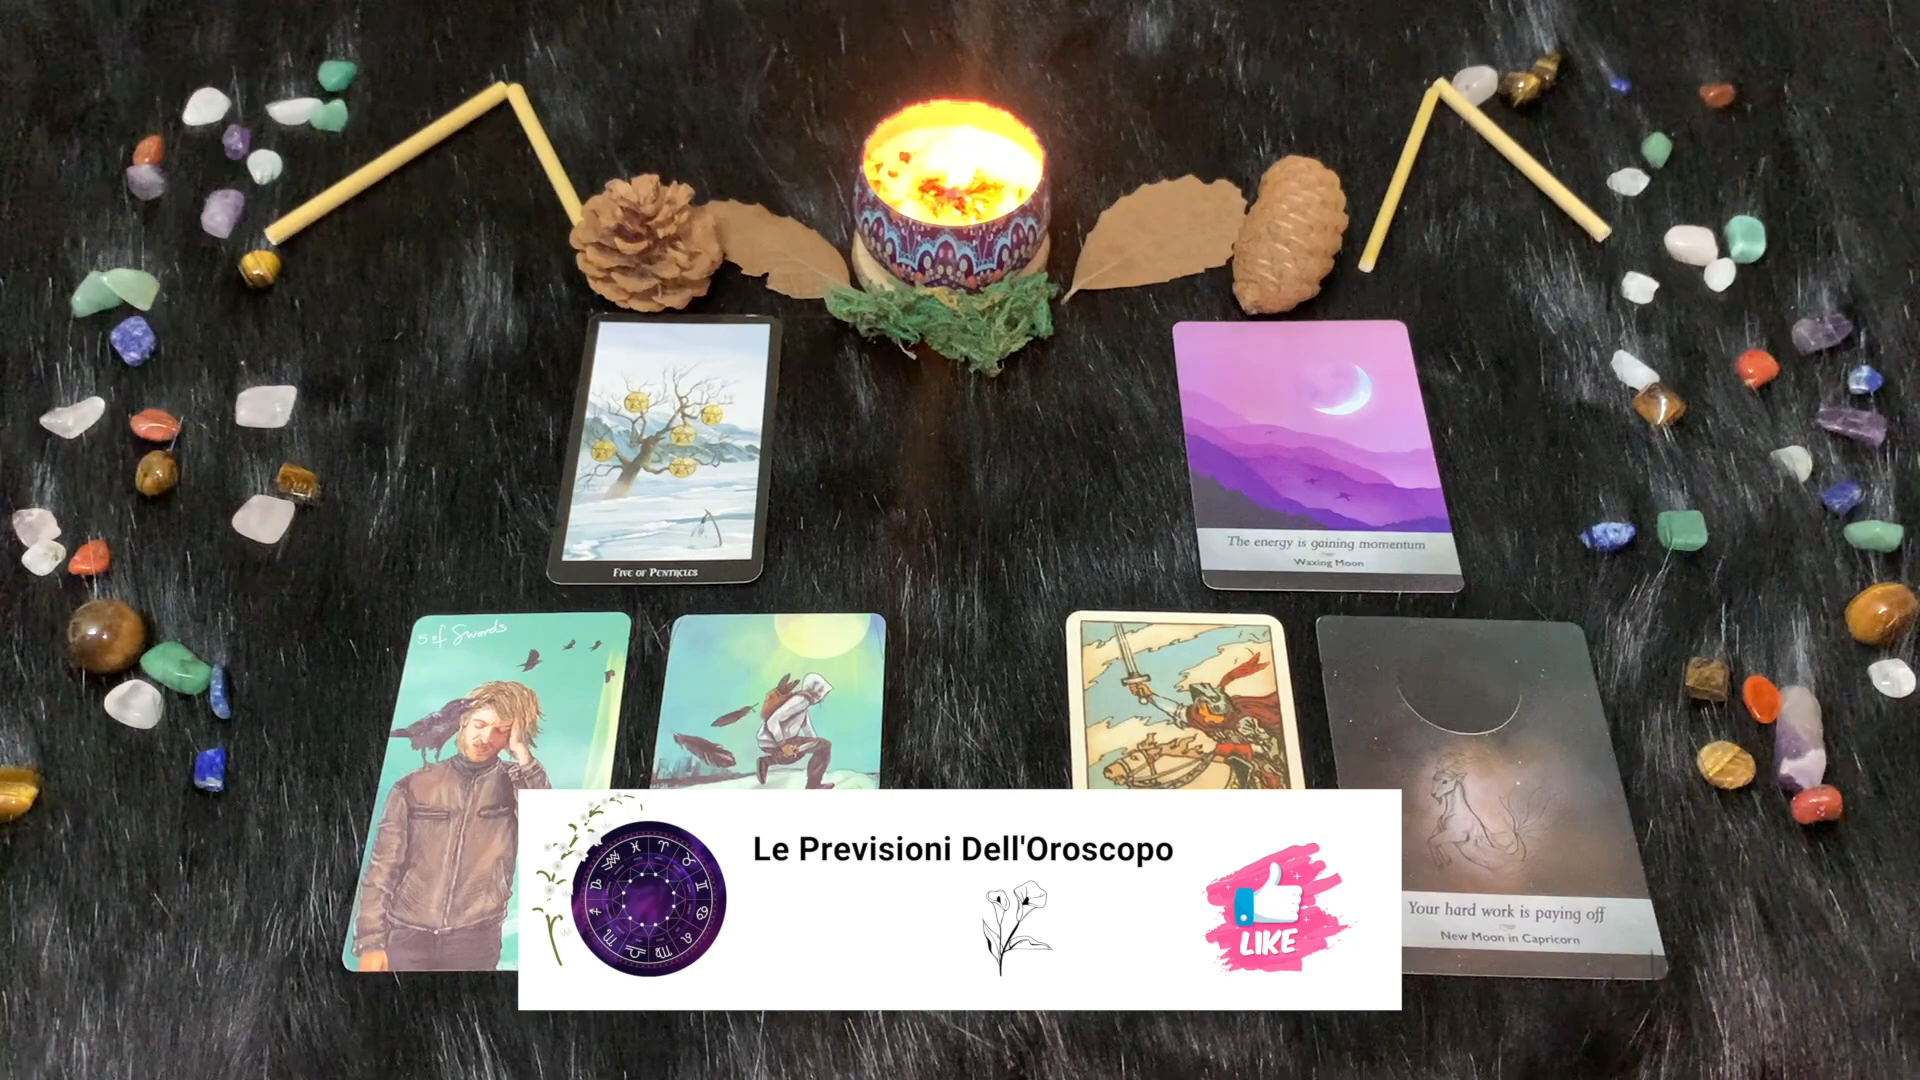 FIVE OF PENTACLES
The energy is gaining momentum
Waxing Moon
5 of Swords
Your hard work is paying off
New Moon in Capricorn
Le Previsioni Dell'Oroscopo
LIKE